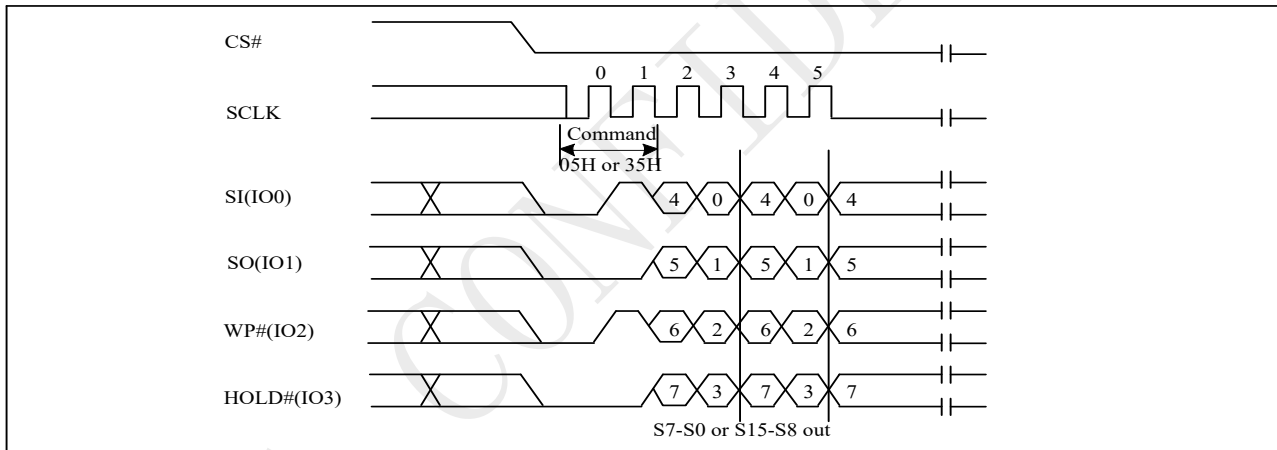 CS#
0 1 2 3 4 5
SCLK
Command
05H or 35H
SI(IO0) 4 0 4 0 4
SO(IO1) 5 1 5 1 5
WP#(IO2) 6 2 6 2 6
HOLD#(IO3) 7 3 7 3 7
S7-S0 or S15-S8 out
CONFID